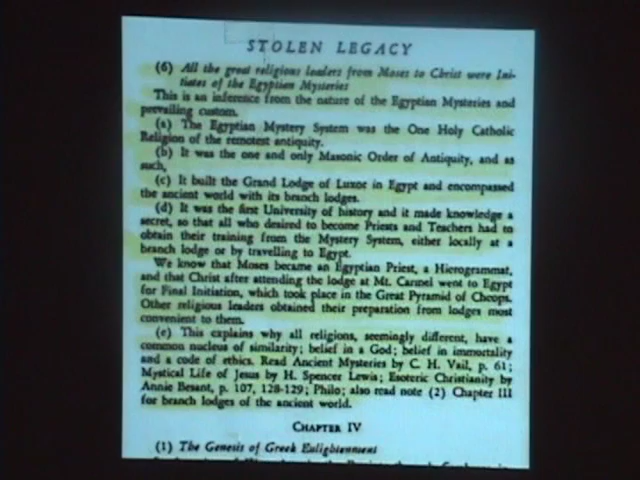 STOLEN LEGACY
(6) All the great religious leaders from Moses to Christ were Ini-
tiates of the Egyptian Mysteries
This is an inference from the nature of the Egyptian Mysteries and
prevailing custom.
(a) The Egyptian Mystery System was the One Holy Catholic
Religion of the remotest antiquity.
(b) It was the one and only Masonic Order of Antiquity, and as
such,
(c) It built the Grand Lodge of Luxor in Egypt and encompassed
the ancient world with its branch lodges.
(d) It was the first University of history and it made knowledge a
secret, so that all who desired to become Priests and Teachers had to
obtain their training from the Mystery System, either locally at a
branch lodge or by travelling to Egypt.
We know that Moses became an Egyptian Priest, a Hierogrammat,
and that Christ after attending the lodge at Mt. Carmel went to Egypt
for Final Initiation, which took place in the Great Pyramid of Cheops.
Other religious leaders obtained their preparation from lodges most
convenient to them.
(e) This explains why all religions, seemingly different, have a
common nucleus of similarity; belief in a God; belief in immortality
and a code of ethics. Read Ancient Mysteries by C. H. Vail, p. 61;
Mystical Life of Jesus by H. Spencer Lewis; Esoteric Christianity by
Annie Besant, p. 107, 128-129; Philo; also read note (2) Chapter III
for branch lodges of the ancient world.
CHAPTER IV
(1) The Genesis of Greek Enlightenment